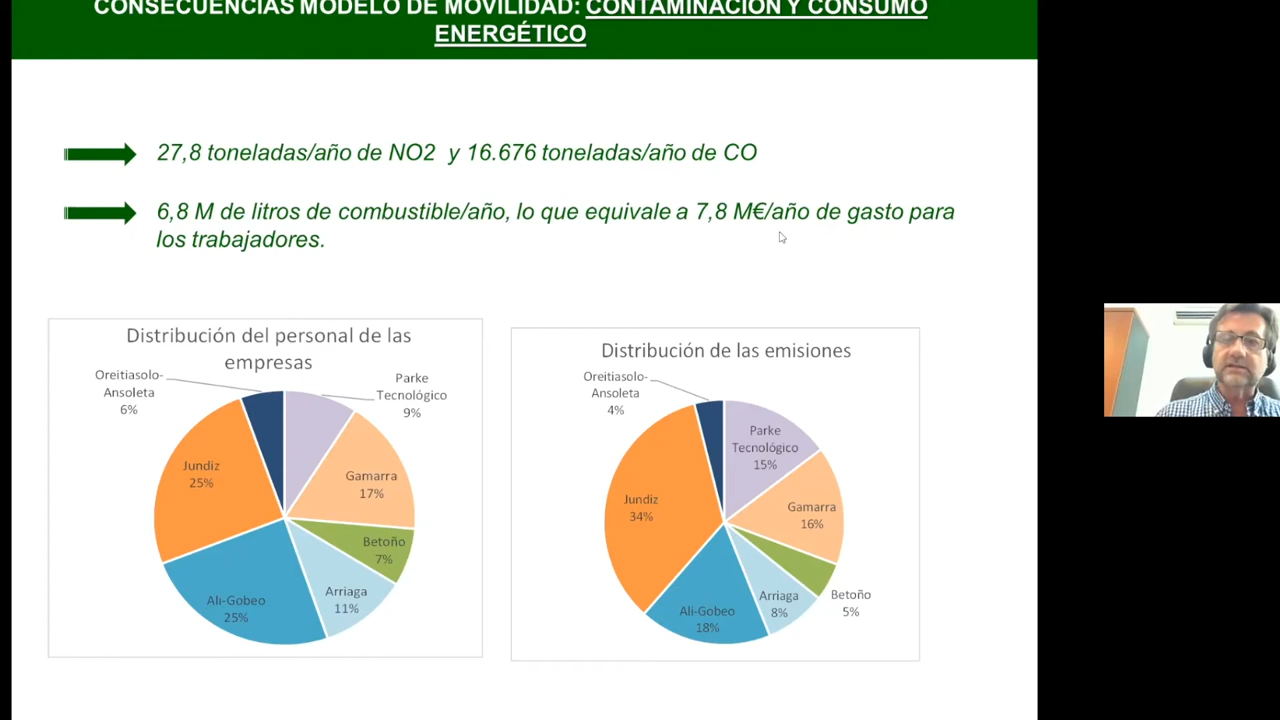 CONSECUENCIAS MODELO DE MOVILIDAD: CONTAMINACIÓN Y CONSUMO
ENERGÉTICO
27,8 toneladas/año de NO2 y 16.676 toneladas/año de CO
6,8 M de litros de combustible/año, lo que equivale a 7,8 M€/año de gasto para
los trabajadores.
Distribución del personal de las
empresas
Oreitiasolo-
Ansoleta
6%
Parke
Tecnológico
9%
Jundiz
25%
Gamarra
17%
Betoño
7%
Arriaga
11%
Ali-Gobeo
25%
Distribución de las emisiones
Oreitiasolo-
Ansoleta
4%
Parke
Tecnológico
15%
Jundiz
34%
Gamarra
16%
Betoño
5%
Arriaga
8%
Ali-Gobeo
18%